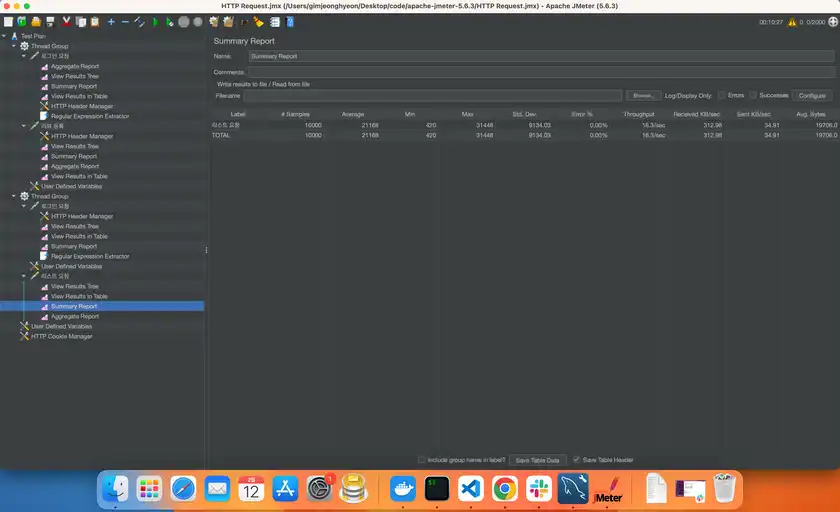 HTTP Request.jmx (/Users/gimjeonghyeon/Desktop/code/apache-jmeter-5.6.3/HTTP Request.jmx) - Apache JMeter (5.6.3)
00:10:27 0 0/2000
Test Plan
Thread Group
로그인 요청
Aggregate Report
View Results Tree
Summary Report
View Results in Table
HTTP Header Manager
Regular Expression Extractor
리뷰 등록
HTTP Header Manager
View Results Tree
Summary Report
Aggregate Report
View Results in Table
User Defined Variables
Thread Group
로그인 요청
HTTP Header Manager
View Results Tree
View Results in Table
Summary Report
Regular Expression Extractor
User Defined Variables
리스트 요청
View Results Tree
View Results in Table
Summary Report
Aggregate Report
User Defined Variables
HTTP Cookie Manager
Summary Report
Name: Summary Report
Comments:
Write results to file / Read from file
Filename Browse... Log/Display Only: Errors Successes Configure
Label # Samples Average Min Max Std. Dev. Error % Throughput Received KB/sec Sent KB/sec Avg. Bytes
리스트 요청 10000 21168 420 31448 9134.03 0.00% 16.3/sec 312.98 34.91 19706.0
TOTAL 10000 21168 420 31448 9134.03 0.00% 16.3/sec 312.98 34.91 19706.0
Include group name in label? Save Table Data Save Table Header
12
1
JMeter